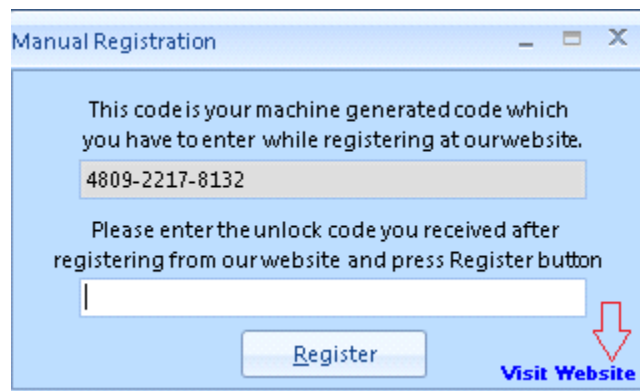 Manual Registration
This code is your machine generated code which
you have to enter while registering at our website.
4809-2217-8132
Please enter the unlock code you received after
registering from our website and press Register button
Register
Visit Website